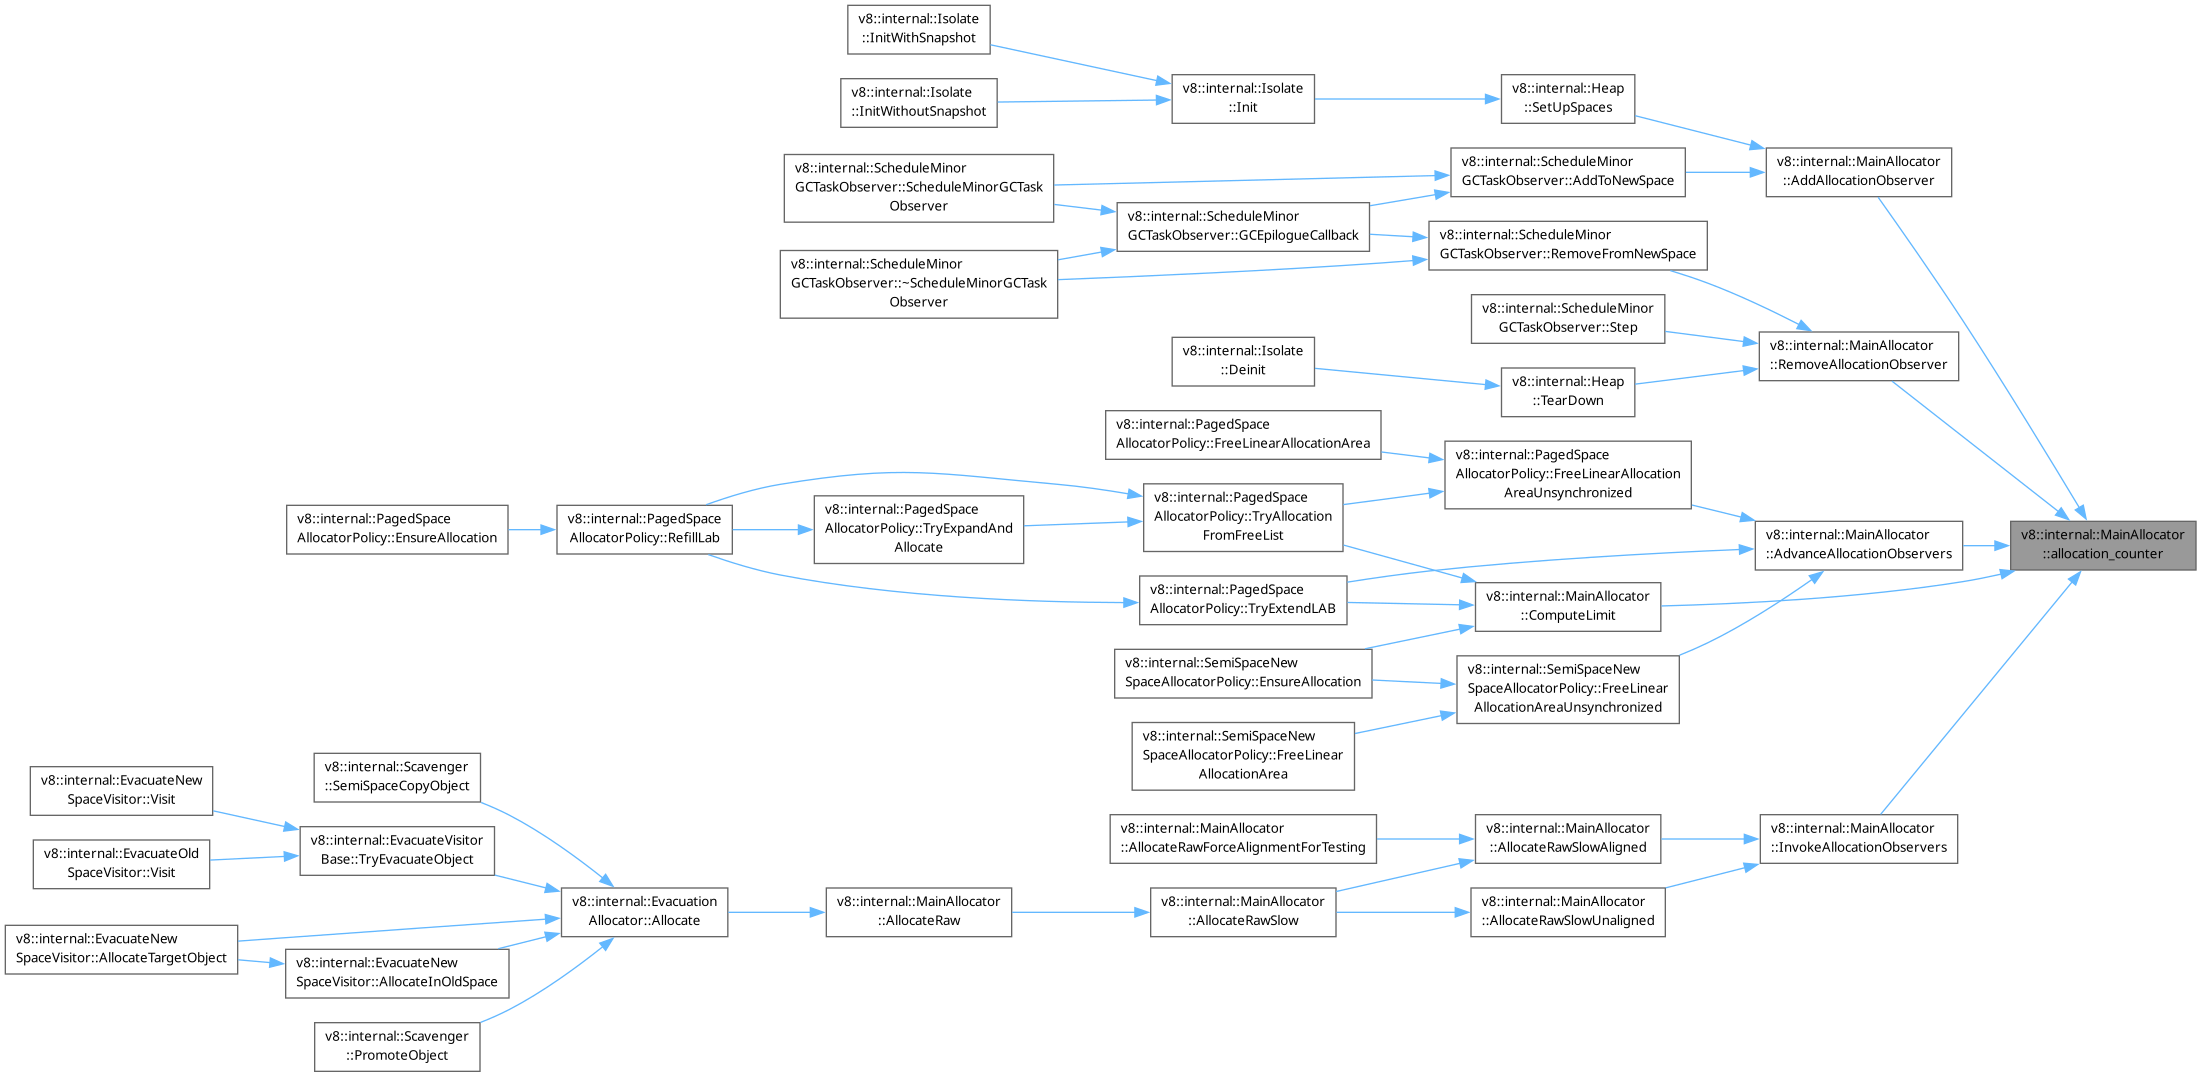 v8::internal::Isolate
::InitWithSnapshot
v8::internal::Isolate
::InitWithoutSnapshot
v8::internal::Isolate
::Init
v8::internal::Heap
::SetUpSpaces
v8::internal::ScheduleMinor
GCTaskObserver::ScheduleMinorGCTask
Observer
v8::internal::ScheduleMinor
GCTaskObserver::AddToNewSpace
v8::internal::MainAllocator
::AddAllocationObserver
v8::internal::ScheduleMinor
GCTaskObserver::GCEpilogueCallback
v8::internal::ScheduleMinor
GCTaskObserver::RemoveFromNewSpace
v8::internal::ScheduleMinor
GCTaskObserver::~ScheduleMinorGCTask
Observer
v8::internal::ScheduleMinor
GCTaskObserver::Step
v8::internal::Isolate
::Deinit
v8::internal::Heap
::TearDown
v8::internal::MainAllocator
::RemoveAllocationObserver
v8::internal::PagedSpace
AllocatorPolicy::FreeLinearAllocationArea
v8::internal::PagedSpace
AllocatorPolicy::FreeLinearAllocation
AreaUnsynchronized
v8::internal::PagedSpace
AllocatorPolicy::EnsureAllocation
v8::internal::PagedSpace
AllocatorPolicy::RefillLab
v8::internal::PagedSpace
AllocatorPolicy::TryExpandAnd
Allocate
v8::internal::PagedSpace
AllocatorPolicy::TryAllocation
FromFreeList
v8::internal::MainAllocator
::AdvanceAllocationObservers
v8::internal::MainAllocator
::allocation_counter
v8::internal::PagedSpace
AllocatorPolicy::TryExtendLAB
v8::internal::MainAllocator
::ComputeLimit
v8::internal::SemiSpaceNew
SpaceAllocatorPolicy::EnsureAllocation
v8::internal::SemiSpaceNew
SpaceAllocatorPolicy::FreeLinear
AllocationAreaUnsynchronized
v8::internal::SemiSpaceNew
SpaceAllocatorPolicy::FreeLinear
AllocationArea
v8::internal::Scavenger
::SemiSpaceCopyObject
v8::internal::EvacuateNew
SpaceVisitor::Visit
v8::internal::EvacuateVisitor
Base::TryEvacuateObject
v8::internal::EvacuateOld
SpaceVisitor::Visit
v8::internal::MainAllocator
::AllocateRawForceAlignmentForTesting
v8::internal::MainAllocator
::AllocateRawSlowAligned
v8::internal::MainAllocator
::InvokeAllocationObservers
v8::internal::Evacuation
Allocator::Allocate
v8::internal::MainAllocator
::AllocateRaw
v8::internal::MainAllocator
::AllocateRawSlow
v8::internal::MainAllocator
::AllocateRawSlowUnaligned
v8::internal::EvacuateNew
SpaceVisitor::AllocateTargetObject
v8::internal::EvacuateNew
SpaceVisitor::AllocateInOldSpace
v8::internal::Scavenger
::PromoteObject